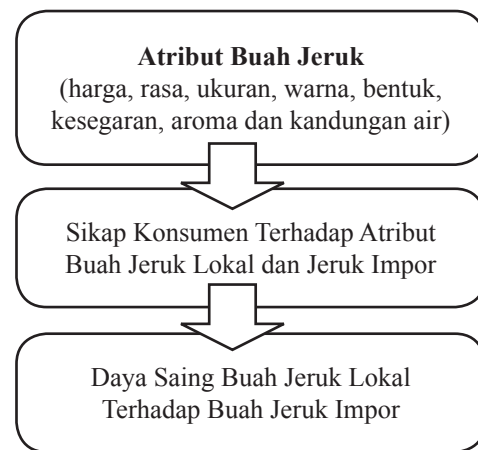 Atribut Buah Jeruk
(harga, rasa, ukuran, warna, bentuk,
kesegaran, aroma dan kandungan air)
Sikap Konsumen Terhadap Atribut
Buah Jeruk Lokal dan Jeruk Impor
Daya Saing Buah Jeruk Lokal
Terhadap Buah Jeruk Impor